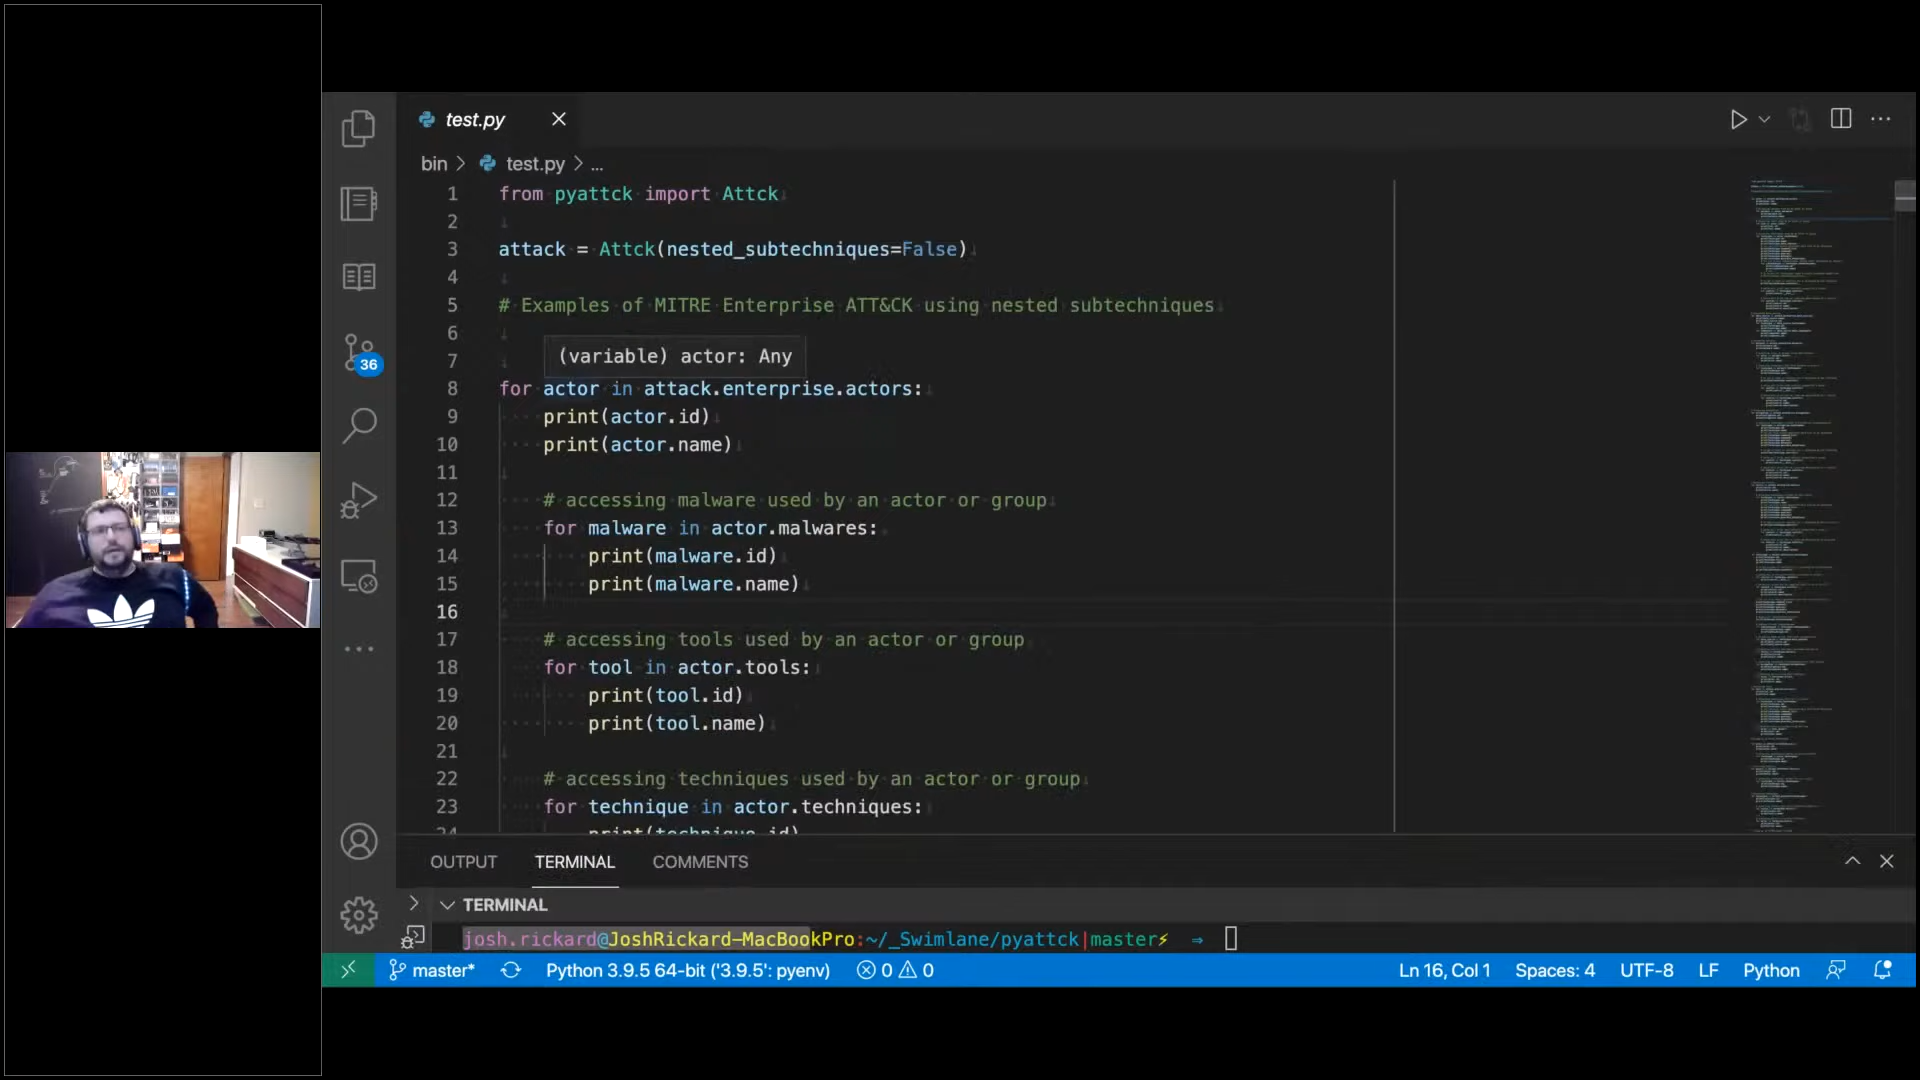 test.py
bin > test.py > ...
1 from pyattck import Attck
2
3 attack = Attck(nested_subtechniques=False)
4
5 # Examples of MITRE Enterprise ATT&CK using nested subtechniques
6
(variable) actor: Any
7
8 for actor in attack.enterprise.actors:
9 print(actor.id)
10 print(actor.name)
11
12 # accessing malware used by an actor or group
13 for malware in actor.malwares:
14 print(malware.id)
15 print(malware.name)
16
17 # accessing tools used by an actor or group
18 for tool in actor.tools:
19 print(tool.id)
20 print(tool.name)
21
22 # accessing techniques used by an actor or group
23 for technique in actor.techniques:
24 print(technique.id)
36
OUTPUT TERMINAL COMMENTS
TERMINAL
josh.rickard@JoshRickard-MacBookPro:~/_Swimlane/pyattck|master⚡ ⇒
master* Python 3.9.5 64-bit ('3.9.5': pyenv) 0 0 Ln 16, Col 1 Spaces: 4 UTF-8 LF Python